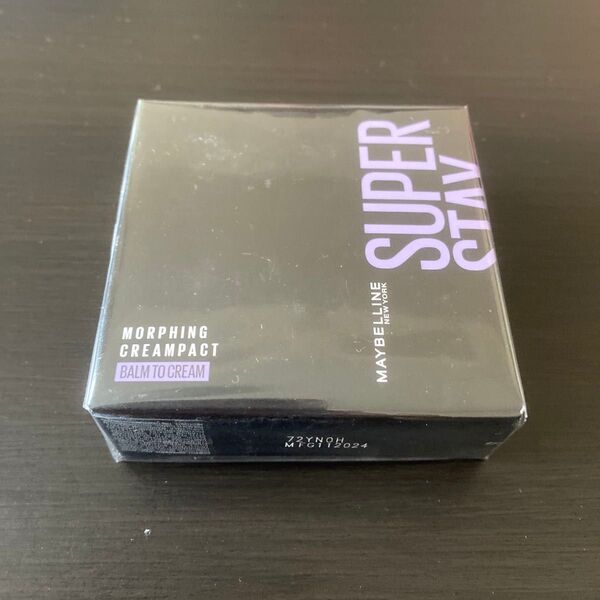 SUPER
STAY
MAYBELLINE
NEW YORK
MORPHING
CREAMPACT
BALM TO CREAM
72YN0H
MFG112024